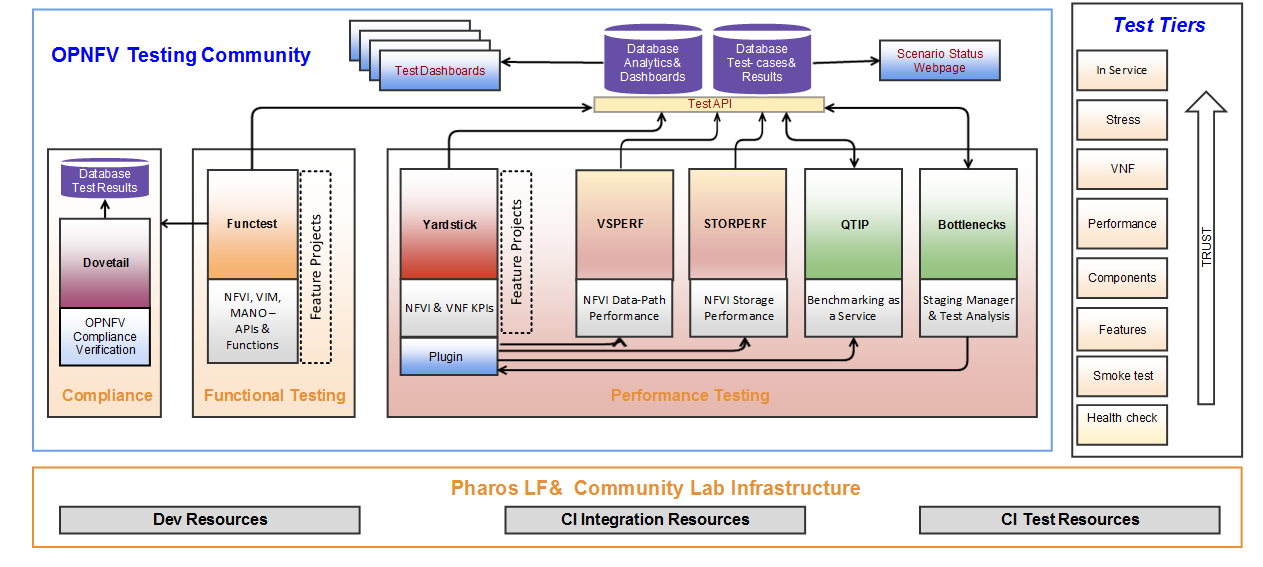 OPNFV Testing Community
Test Dashboards
Database
Analytics &
Dashboards
Database
Test- cases &
Results
Scenario Status
Webpage
Test API
Database
Test Results
Dovetail
OPNFV
Compliance
Verification
Compliance
Functest
NFVI, VIM,
MANO –
APIs &
Functions
Feature Projects
Functional Testing
Yardstick
NFVI & VNF KPIs
Plugin
Feature Projects
VSPERF
NFVI Data-Path
Performance
STORPERF
NFVI Storage
Performance
QTIP
Benchmarking as
a Service
Bottlenecks
Staging Manager
& Test Analysis
Performance Testing
Test Tiers
In Service
Stress
VNF
Performance
Components
Features
Smoke test
Health check
TRUST
Pharos LF& Community Lab Infrastructure
Dev Resources
CI Integration Resources
CI Test Resources